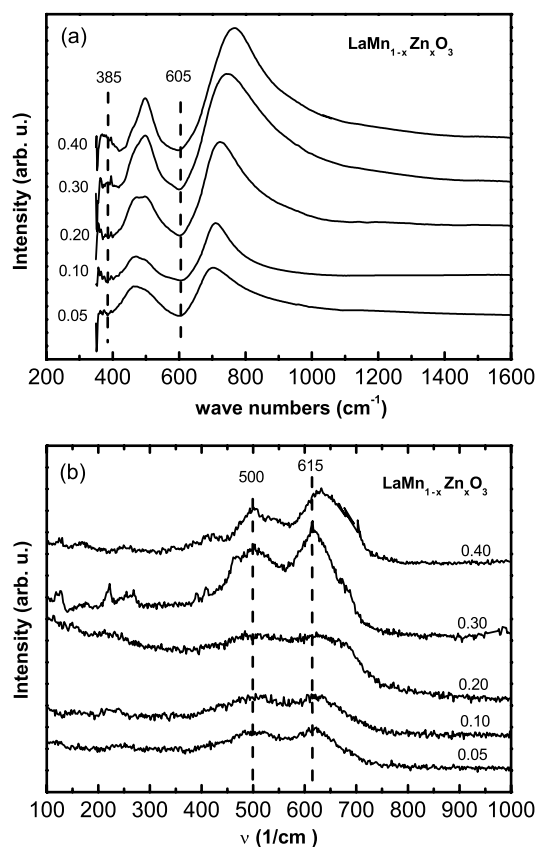 (a)
LaMn1-xZnxO3
385
605
0.40
0.30
0.20
0.10
0.05
Intensity (arb. u.)
200 400 600 800 1000 1200 1400 1600
wave numbers (cm-1)
(b)
500
615
LaMn1-xZnxO3
0.40
0.30
0.20
0.10
0.05
Intensity (arb. u.)
100 200 300 400 500 600 700 800 900 1000
ν (1/cm )